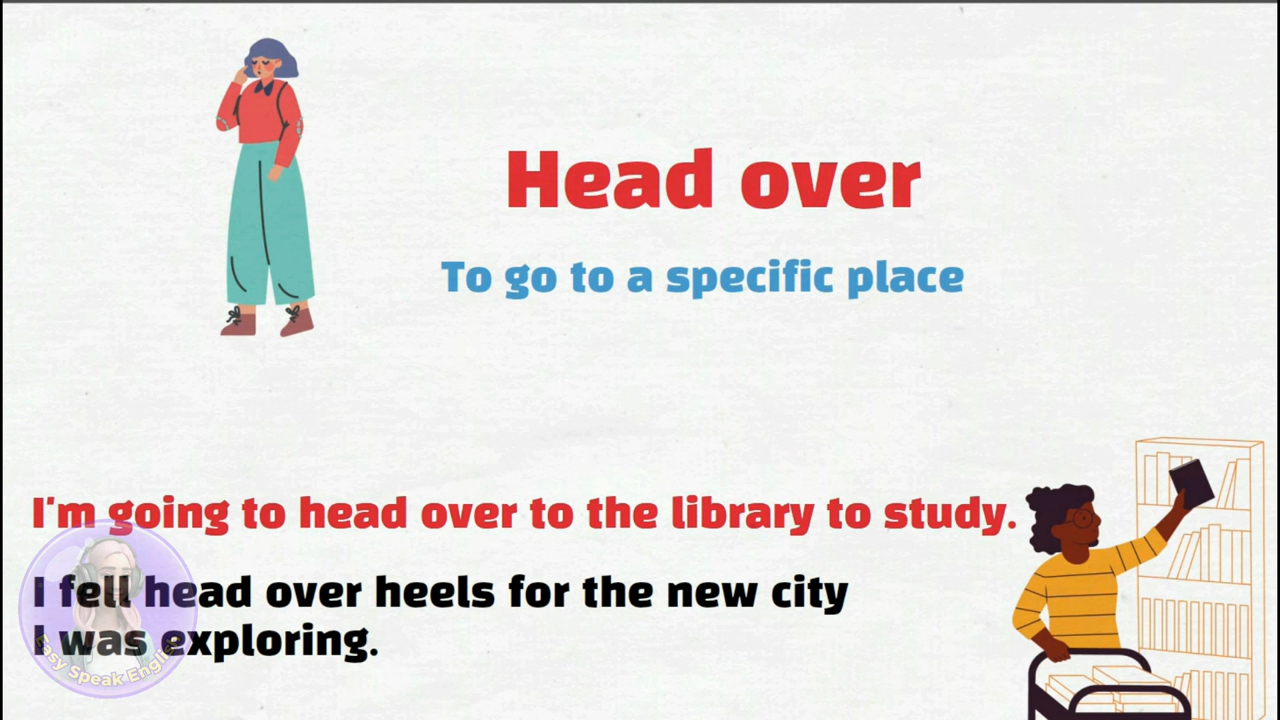 Head over
To go to a specific place
I'm going to head over to the library to study.
I fell head over heels for the new city
I was exploring.
Easy Speak English